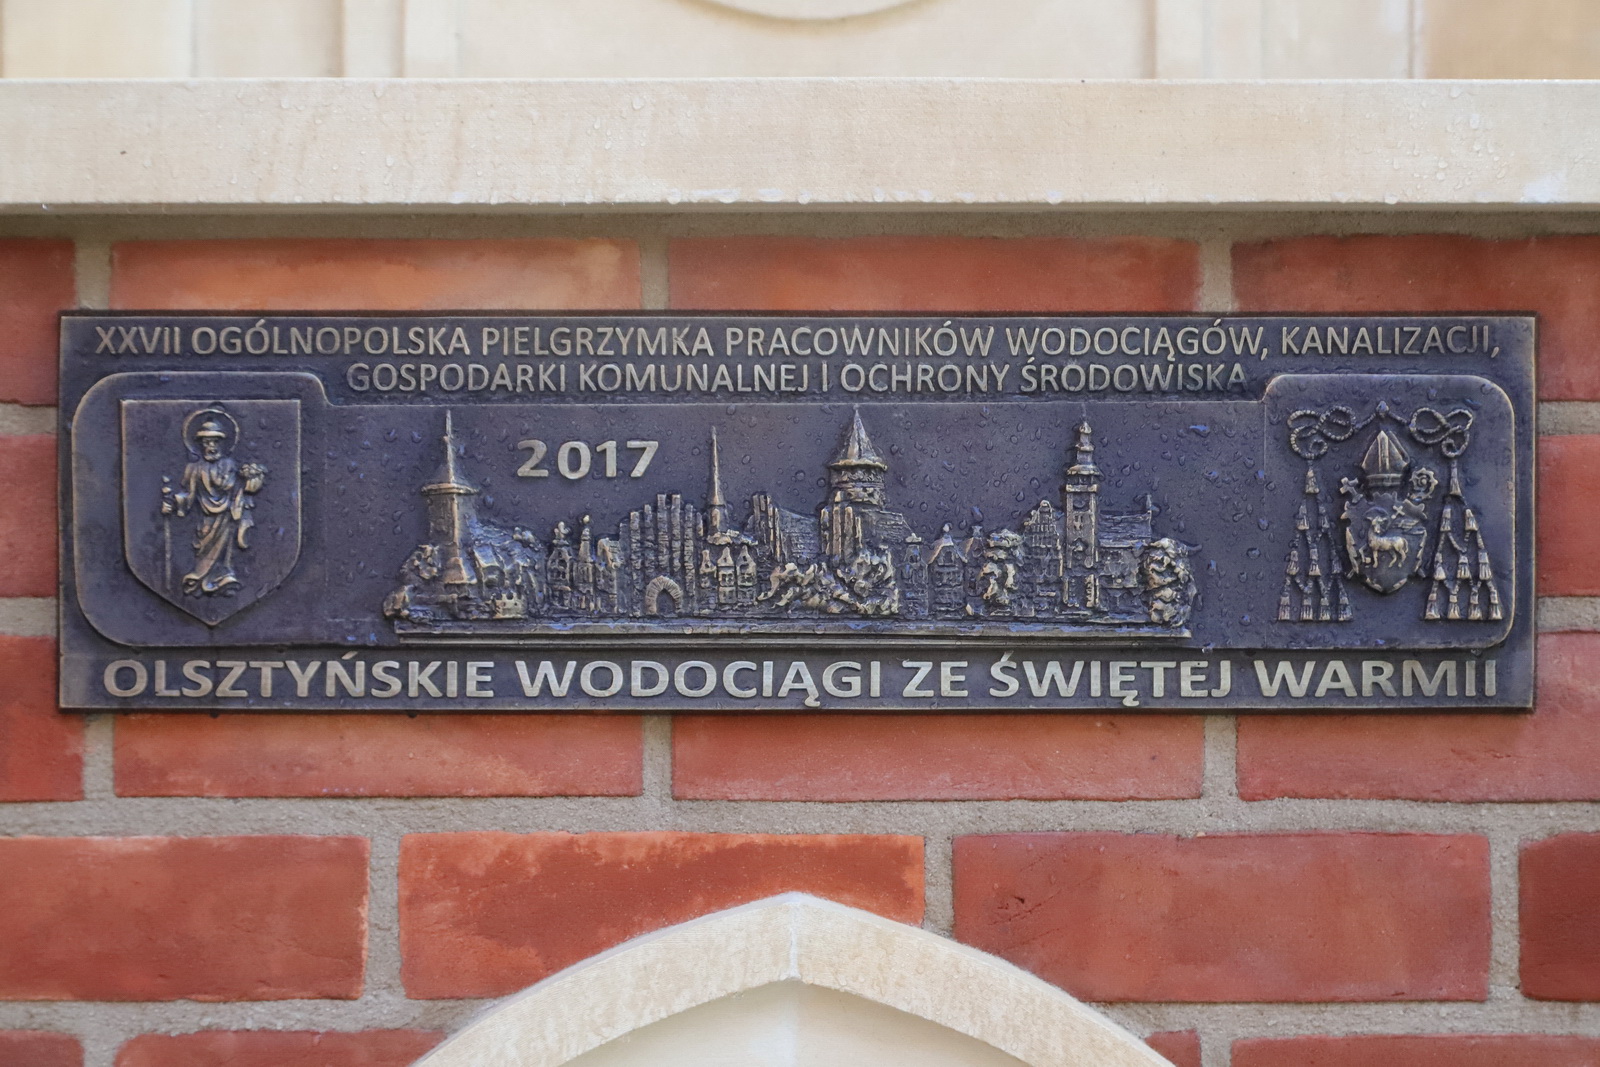 XXVII OGÓLNOPOLSKA PIELGRZYMKA PRACOWNIKÓW WODOCIĄGÓW, KANALIZACJI,
GOSPODARKI KOMUNALNEJ I OCHRONY ŚRODOWISKA
2017
OLSZTYŃSKIE WODOCIĄGI ZE ŚWIĘTEJ WARMII